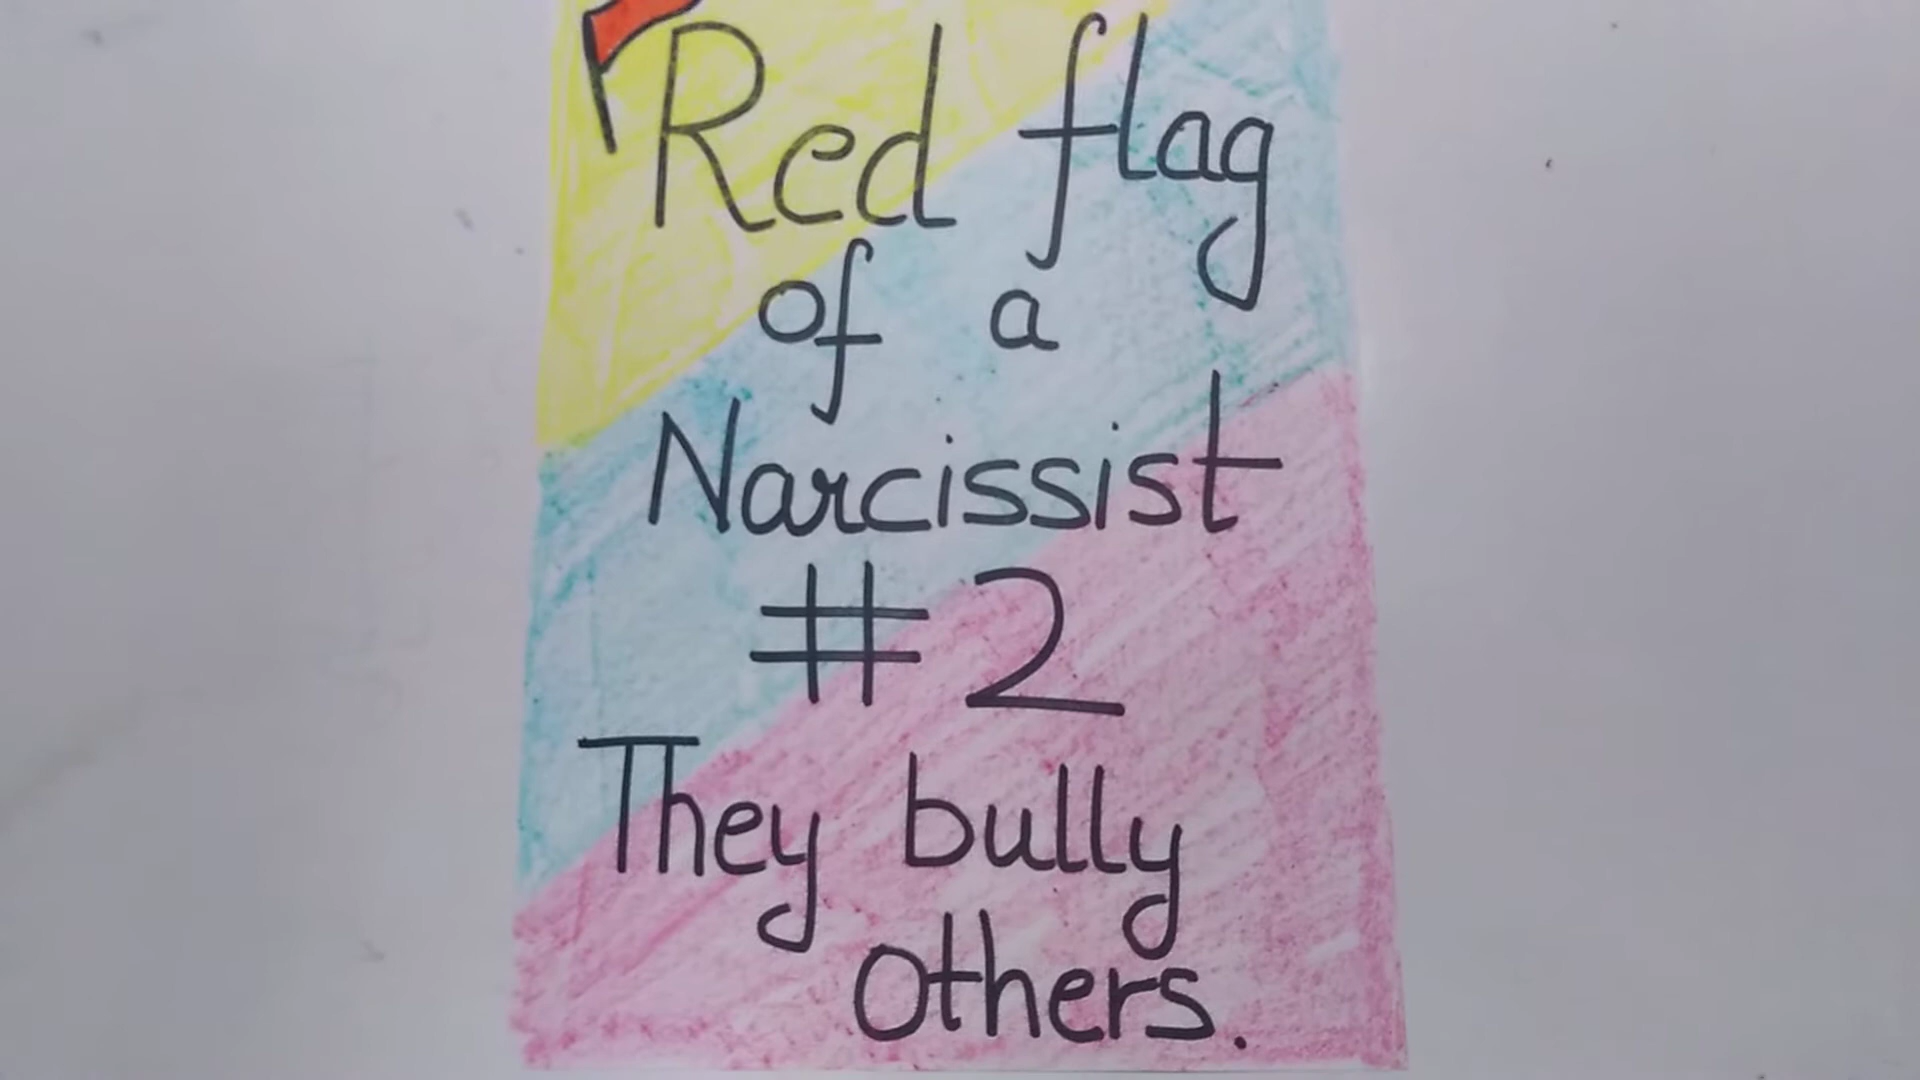 Red flag
of a
Narcissist
#2
They bully
others.